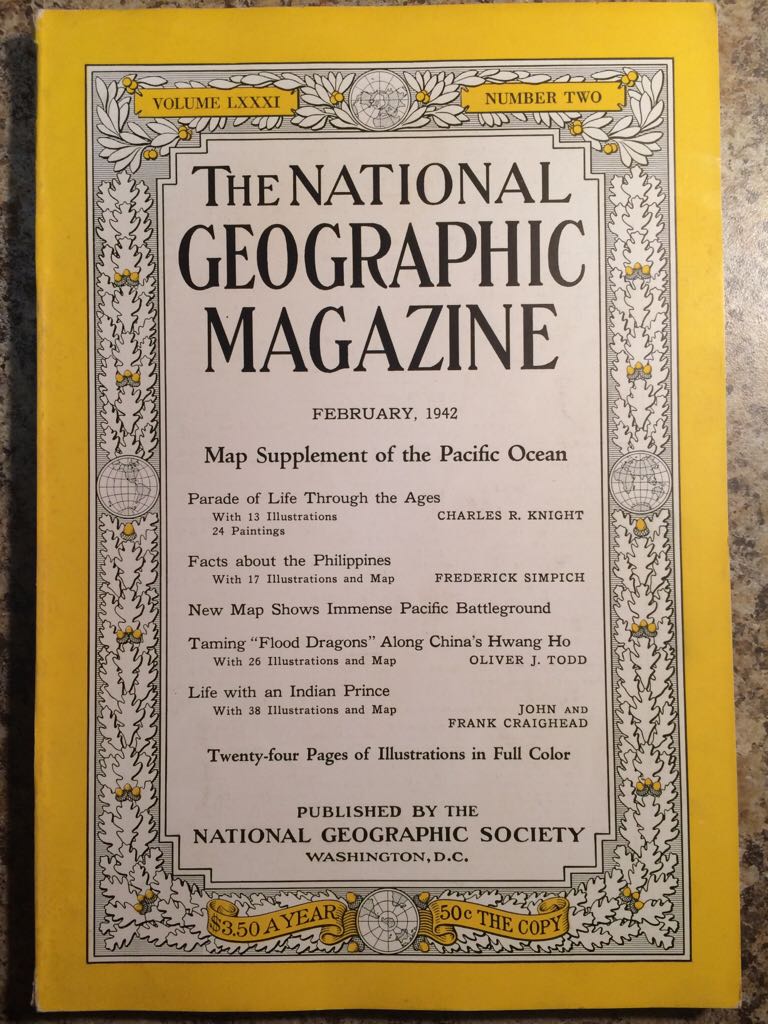 VOLUME LXXXI
NUMBER TWO
THE NATIONAL
GEOGRAPHIC
MAGAZINE
FEBRUARY, 1942
Map Supplement of the Pacific Ocean
Parade of Life Through the Ages
With 13 Illustrations CHARLES R. KNIGHT
24 Paintings
Facts about the Philippines
With 17 Illustrations and Map FREDERICK SIMPICH
New Map Shows Immense Pacific Battleground
Taming "Flood Dragons" Along China's Hwang Ho
With 26 Illustrations and Map OLIVER J. TODD
Life with an Indian Prince
With 38 Illustrations and Map JOHN AND
FRANK CRAIGHEAD
Twenty-four Pages of Illustrations in Full Color
PUBLISHED BY THE
NATIONAL GEOGRAPHIC SOCIETY
WASHINGTON, D.C.
$3.50 A YEAR
50c THE COPY